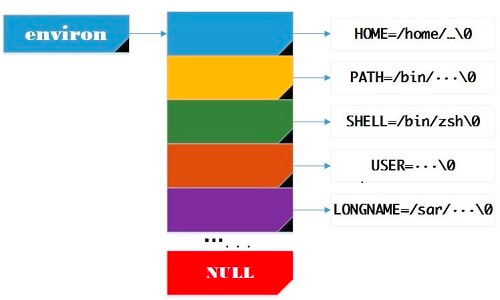 environ
HOME=/home/…\0
PATH=/bin/···\0
SHELL=/bin/zsh\0
USER=···\0
LONGNAME=/sar/···\0
...
...
NULL